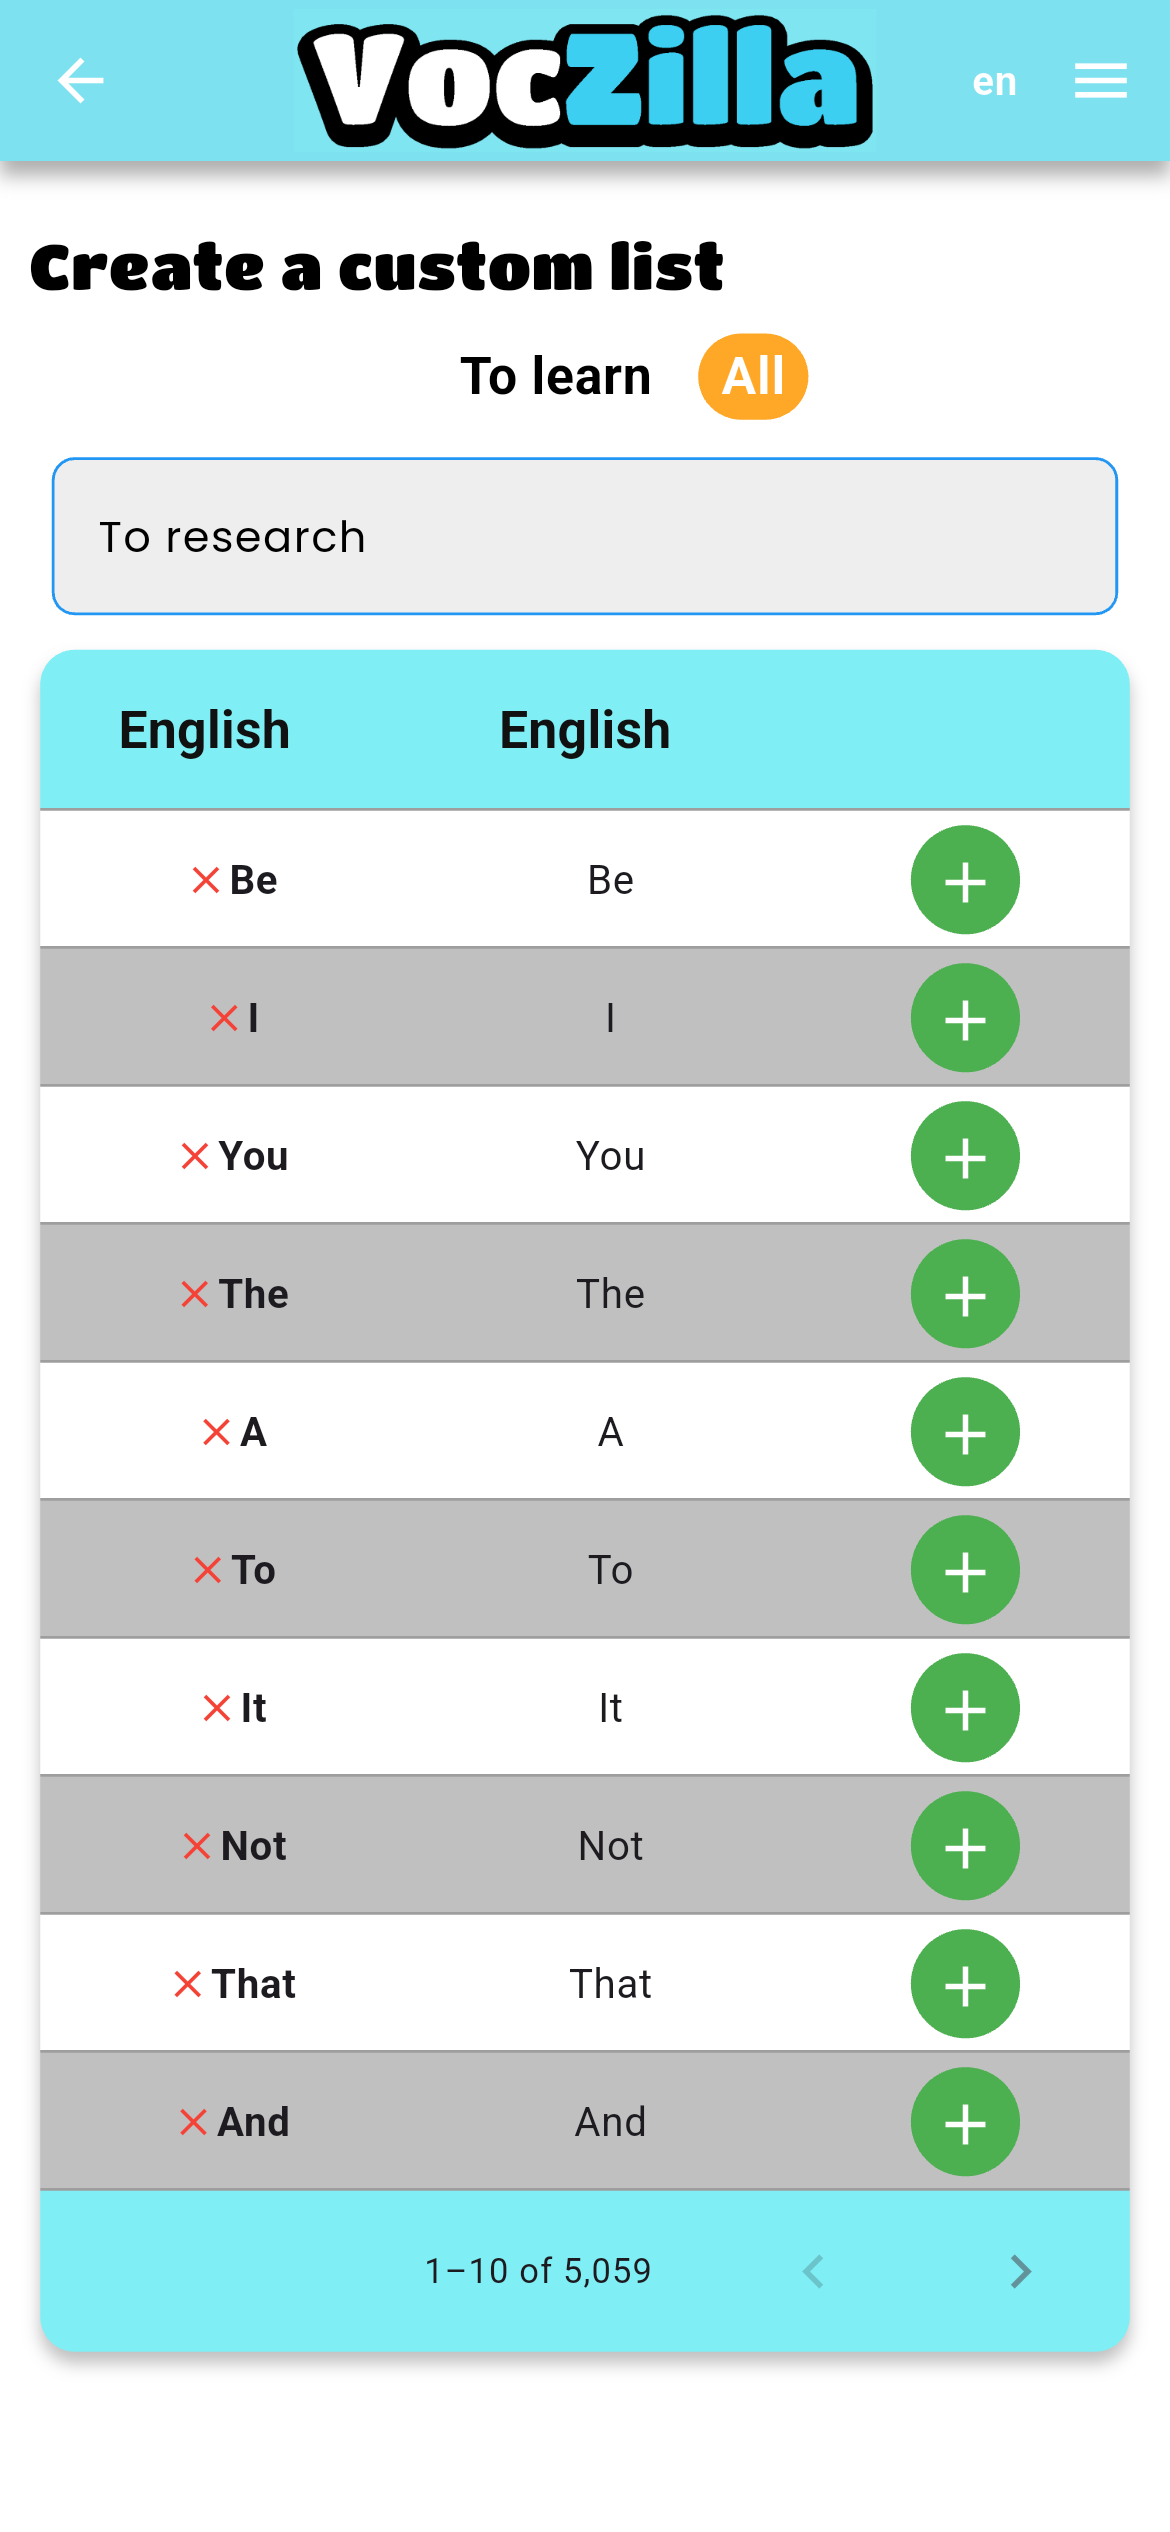 VocZilla
en
Create a custom list
To learn All
To research
English English
Be Be
I I
You You
The The
A A
To To
It It
Not Not
That That
And And
1–10 of 5,059